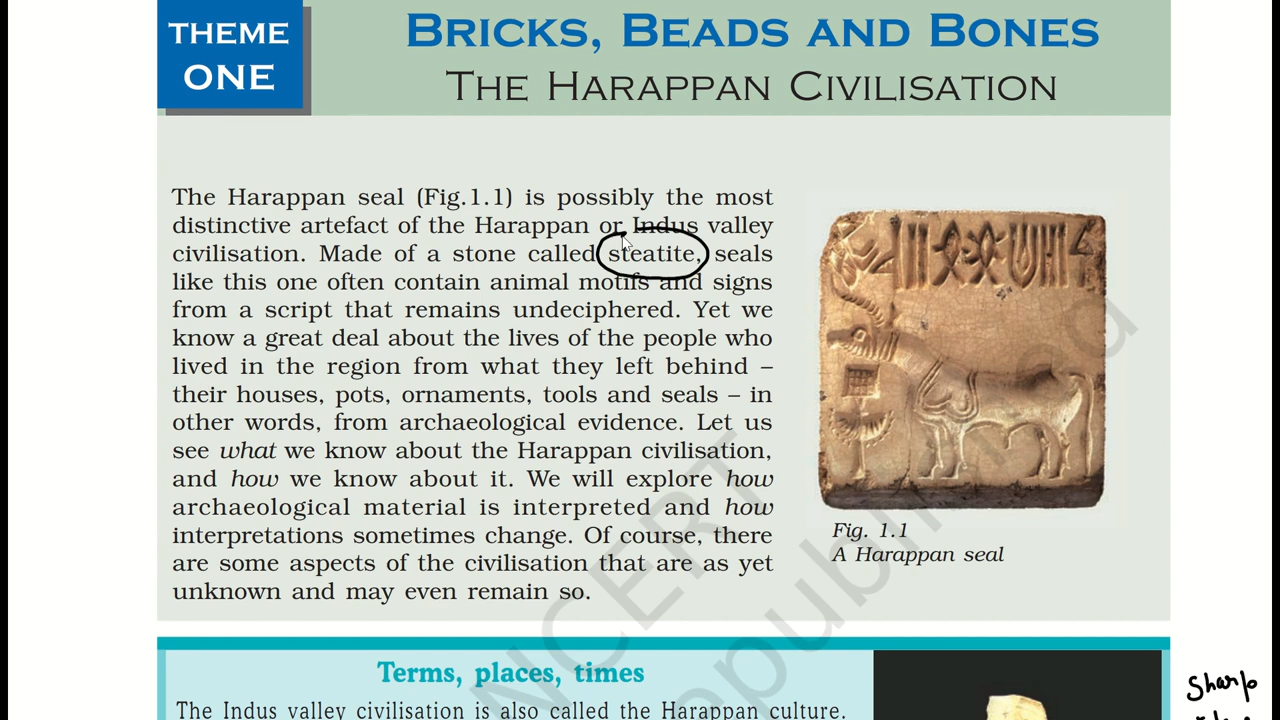 THEME
ONE
BRICKS, BEADS AND BONES
THE HARAPPAN CIVILISATION
The Harappan seal (Fig.1.1) is possibly the most
distinctive artefact of the Harappan or Indus valley
civilisation. Made of a stone called steatite, seals
like this one often contain animal motifs and signs
from a script that remains undeciphered. Yet we
know a great deal about the lives of the people who
lived in the region from what they left behind –
their houses, pots, ornaments, tools and seals – in
other words, from archaeological evidence. Let us
see what we know about the Harappan civilisation,
and how we know about it. We will explore how
archaeological material is interpreted and how
interpretations sometimes change. Of course, there
are some aspects of the civilisation that are as yet
unknown and may even remain so.
Fig. 1.1
A Harappan seal
NCERT
republished
Terms, places, times
The Indus valley civilisation is also called the Harappan culture.
Sharp